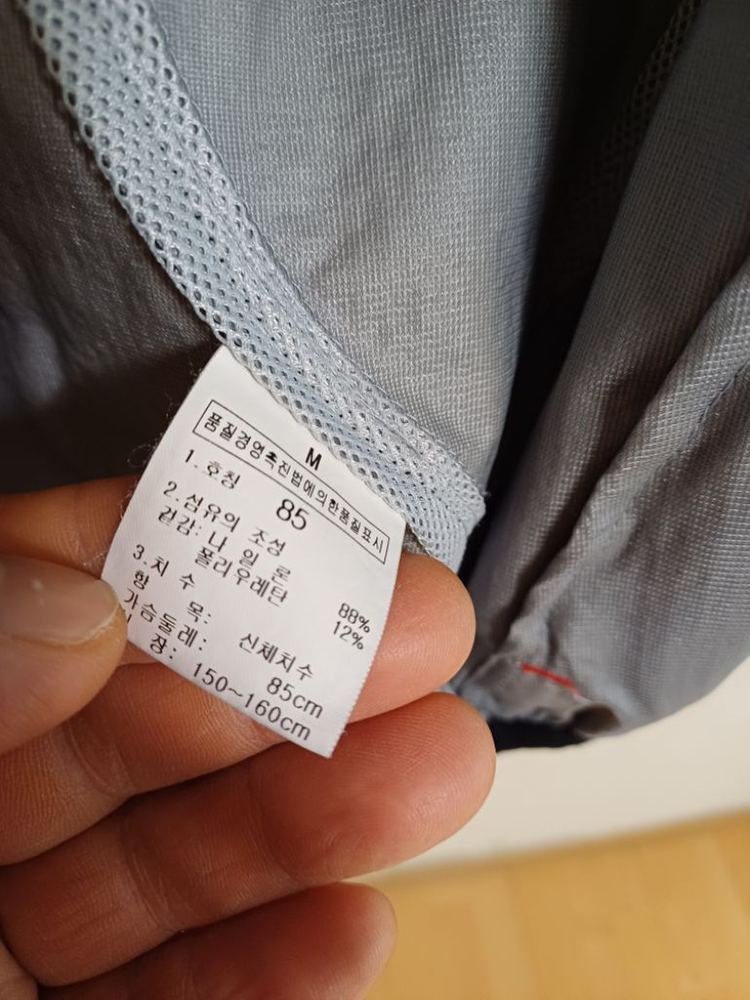 M
품질경영촉진법에의한품질표시
1.호칭 85
2.섬유의 조성
겉감: 나 일 론 88%
폴리우레탄 12%
3.치 수
항 목: 신체치수
가슴둘레: 85cm
장: 150~160cm